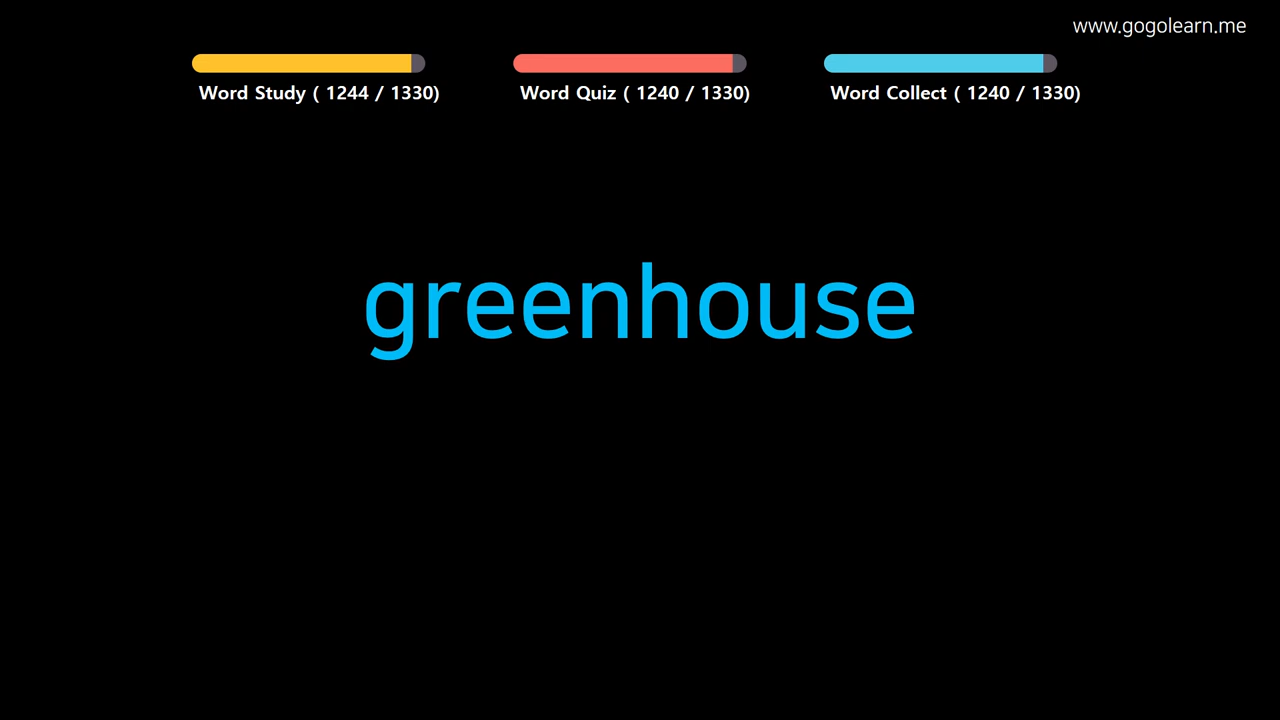 www.gogolearn.me
Word Study ( 1244 / 1330)
Word Quiz ( 1240 / 1330)
Word Collect ( 1240 / 1330)
greenhouse